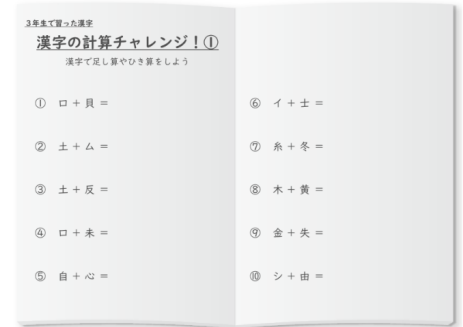 3年生で習った漢字
漢字の計算チャレンジ！①
漢字で足し算やひき算をしよう
① 口 + 貝 =
② 土 + ム =
③ 土 + 反 =
④ 口 + 未 =
⑤ 自 + 心 =
⑥ イ + 士 =
⑦ 糸 + 冬 =
⑧ 木 + 黄 =
⑨ 金 + 失 =
⑩ シ + 由 =